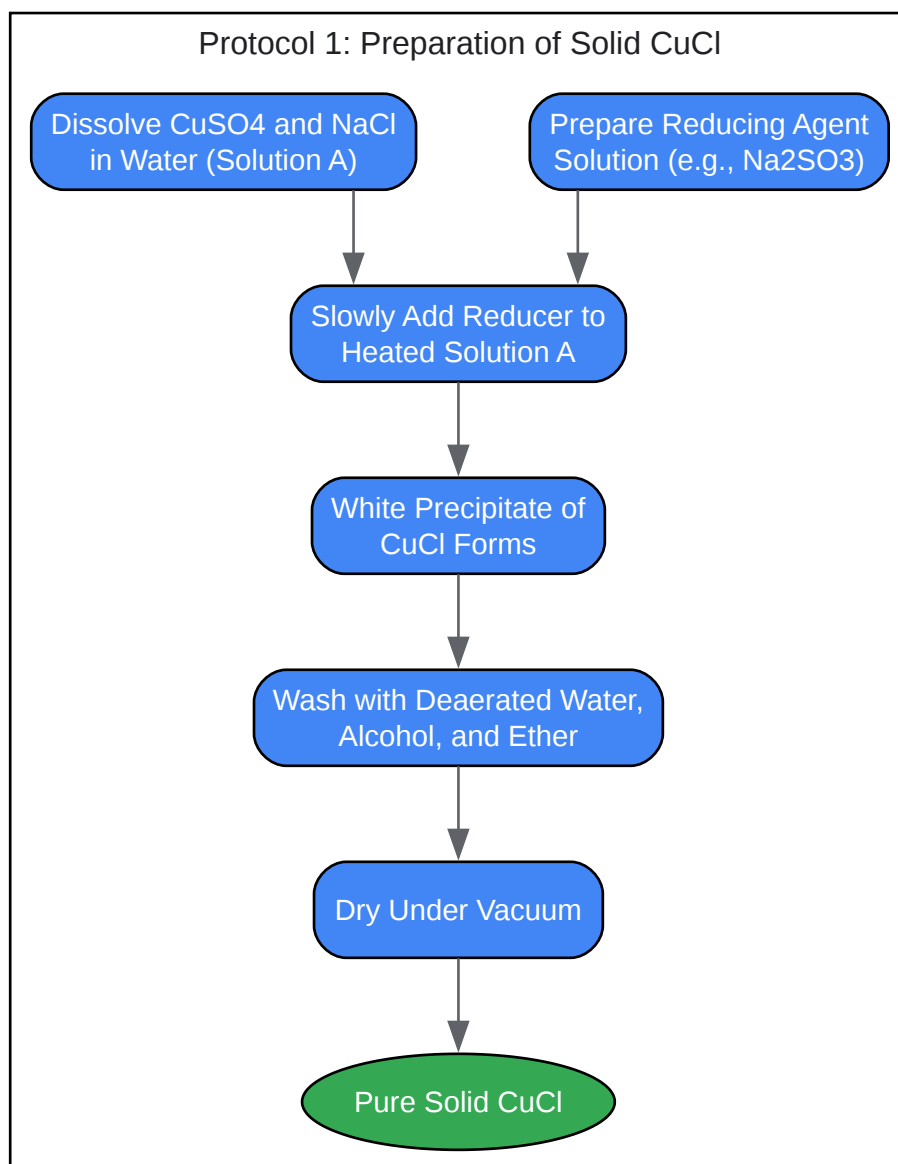 Protocol 1: Preparation of Solid CuCl
Dissolve CuSO4 and NaCl
in Water (Solution A)
Prepare Reducing Agent
Solution (e.g., Na2SO3)
Slowly Add Reducer to
Heated Solution A
White Precipitate of
CuCl Forms
Wash with Deaerated Water,
Alcohol, and Ether
Dry Under Vacuum
Pure Solid CuCl